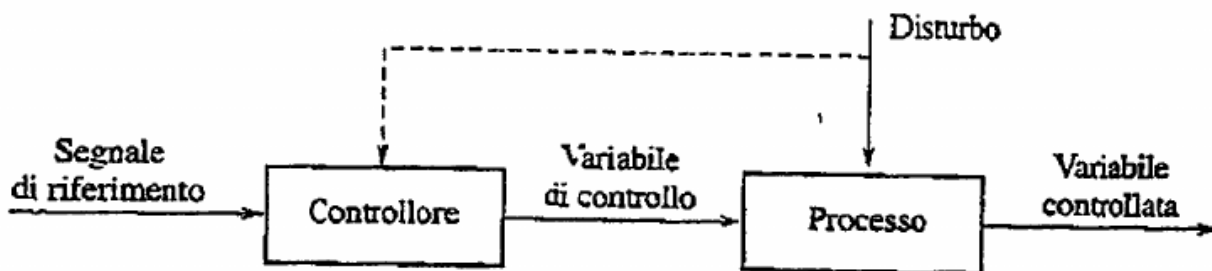 Disturbo
Segnale
di riferimento
Controllore
Variabile
di controllo
Processo
Variabile
controllata